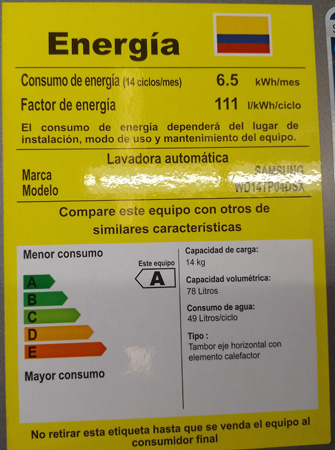 Energía
Consumo de energía (14 ciclos/mes) 6.5 kWh/mes
Factor de energía 111 l/kWh/ciclo
El consumo de energía dependerá del lugar de
instalación, modo de uso y mantenimiento del equipo.
Lavadora automática
Marca SAMSUNG
Modelo
Compare este equipo con otros de
similares características
Menor consumo
Este equipo
A
A
B
C
D
E
Mayor consumo
Capacidad de carga:
14 kg
Capacidad volumétrica:
78 Litros
Consumo de agua:
49 Litros/ciclo
Tipo :
Tambor eje horizontal con
elemento calefactor
No retirar esta etiqueta hasta que se venda el equipo al
consumidor final